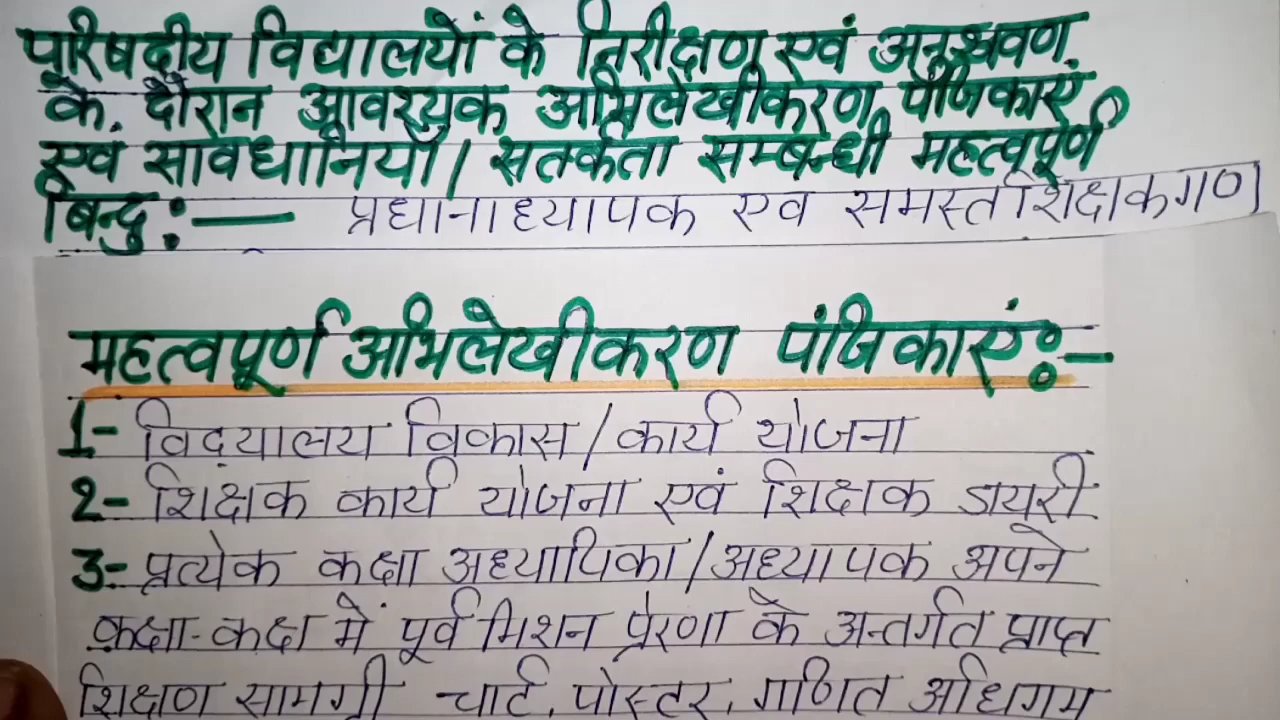 परिषदीय विद्यालयों के निरीक्षण एवं अनुश्रवण
के दौरान आवश्यक अभिलेखीकरण पंजिकाएं
एवं सावधानियाँ / सतर्कता सम्बन्धी महत्वपूर्ण
बिन्दु :— प्रधानाध्यापक एवं समस्त शिक्षकगण
महत्वपूर्ण अभिलेखीकरण पंजिकाएं :—
1- विद्यालय विकास / कार्य योजना
2- शिक्षक कार्य योजना एवं शिक्षक डायरी
3- प्रत्येक कक्षा अध्यापिका / अध्यापक अपने
कक्षा-कक्ष में पूर्व मिशन प्रेरणा के अन्तर्गत प्राप्त
शिक्षण सामग्री चार्ट, पोस्टर, गणित अधिगम